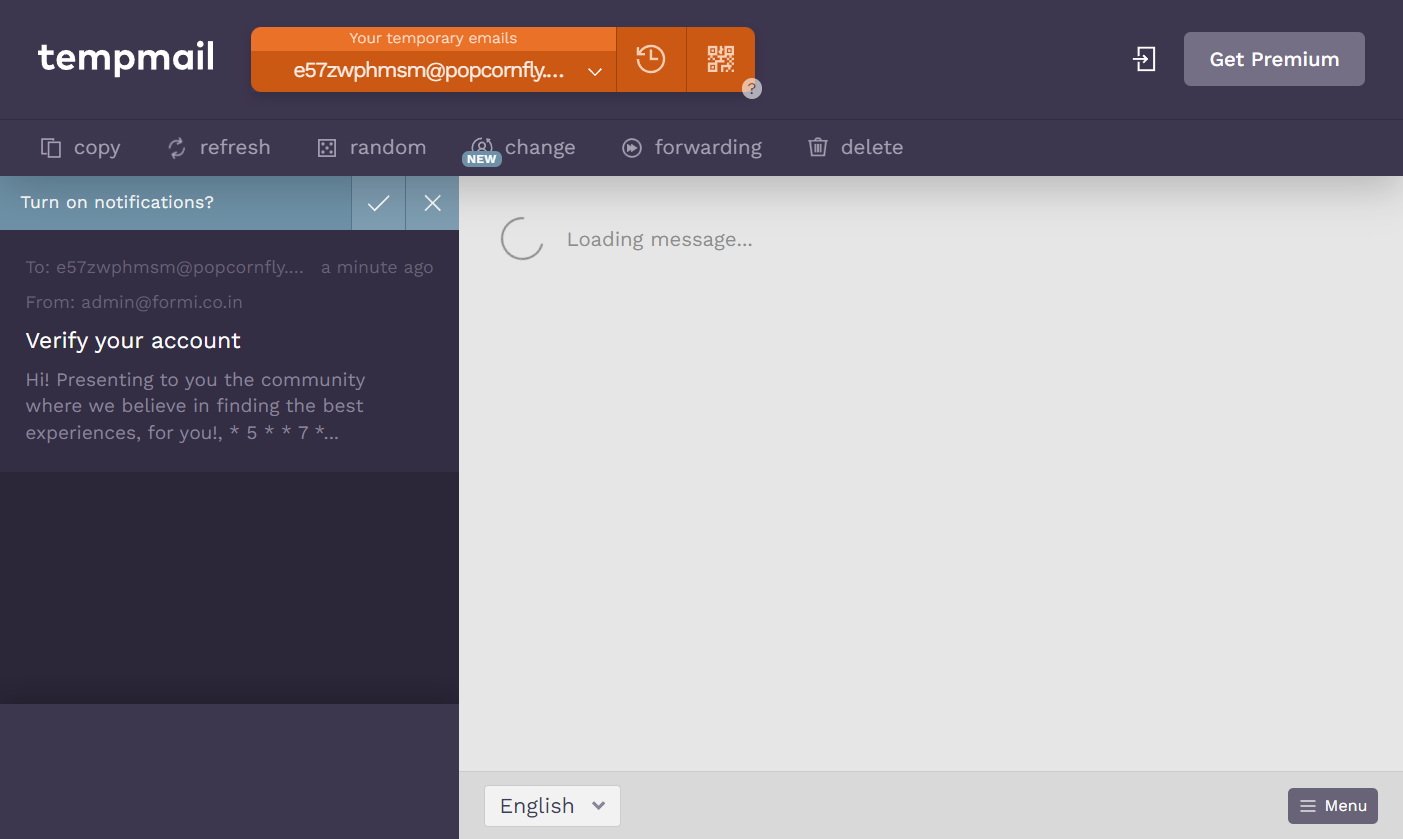 tempmail
Your temporary emails
e57zwphmsm@popcornfly....
?
Get Premium
copy
refresh
random
NEW
change
forwarding
delete
Turn on notifications?
To: e57zwphmsm@popcornfly.... a minute ago
From: admin@formi.co.in
Verify your account
Hi! Presenting to you the community
where we believe in finding the best
experiences, for you!, * 5 * * 7 *...
Loading message...
English
Menu